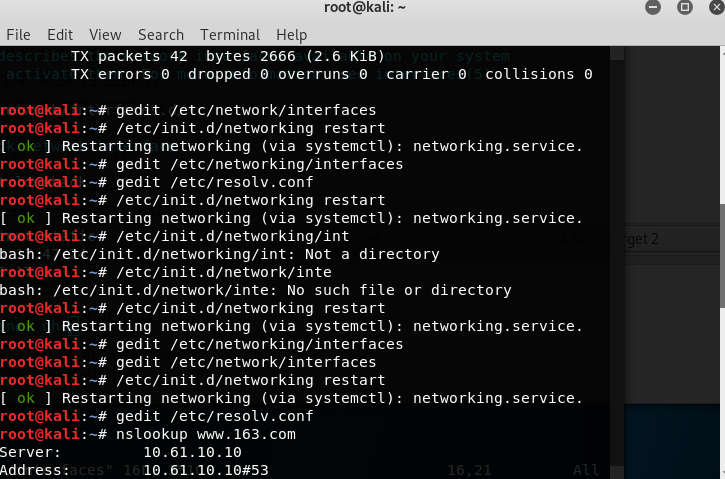 root@kali: ~
File Edit View Search Terminal Help
TX packets 42 bytes 2666 (2.6 KiB)
TX errors 0 dropped 0 overruns 0 carrier 0 collisions 0
root@kali:~# gedit /etc/network/interfaces
root@kali:~# /etc/init.d/networking restart
[ ok ] Restarting networking (via systemctl): networking.service.
root@kali:~# gedit /etc/networking/interfaces
root@kali:~# gedit /etc/resolv.conf
root@kali:~# /etc/init.d/networking restart
[ ok ] Restarting networking (via systemctl): networking.service.
root@kali:~# /etc/init.d/networking/int
bash: /etc/init.d/networking/int: Not a directory
root@kali:~# /etc/init.d/network/inte
bash: /etc/init.d/network/inte: No such file or directory
root@kali:~# /etc/init.d/networking restart
[ ok ] Restarting networking (via systemctl): networking.service.
root@kali:~# gedit /etc/networking/interfaces
root@kali:~# gedit /etc/network/interfaces
root@kali:~# /etc/init.d/networking restart
[ ok ] Restarting networking (via systemctl): networking.service.
root@kali:~# gedit /etc/resolv.conf
root@kali:~# nslookup www.163.com
Server: 10.61.10.10
Address: 10.61.10.10#53
16,21 All